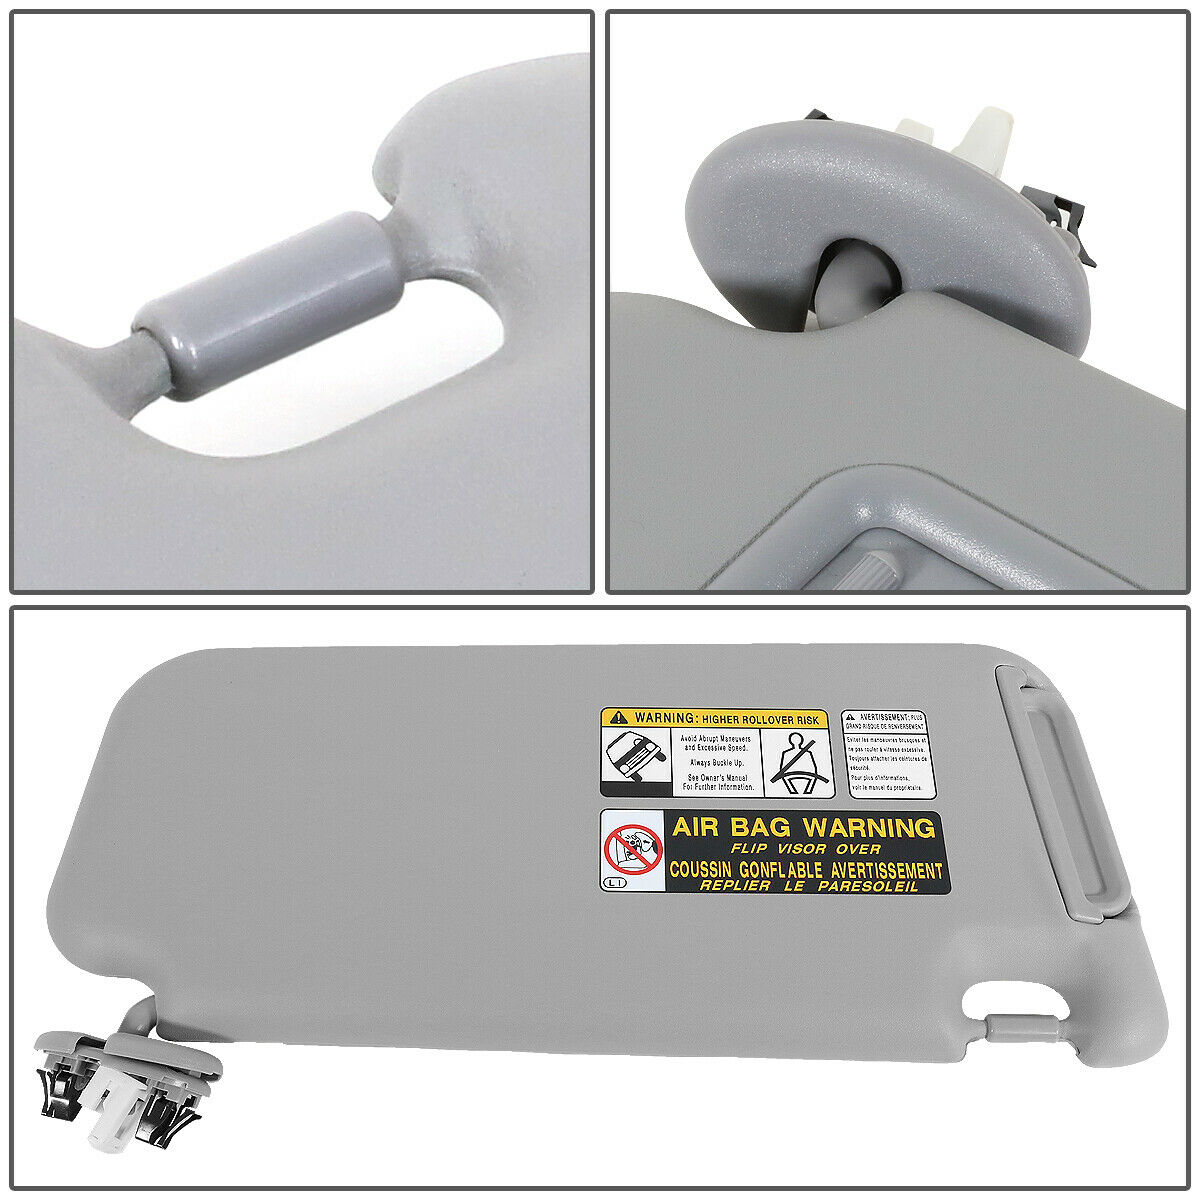 WARNING: HIGHER ROLLOVER RISK
Avoid Abrupt Maneuvers
and Excessive Speed.
Always Buckle Up.
See Owner's Manual
For Further Information.
AVERTISSEMENT: PLUS
GRAND RISQUE DE RENVERSEMENT
Eviter les manoeuvres brusques et
ne pas rouler à vitesse excessive.
Toujours attacher les ceintures de
sécurité.
Pour plus d'informations,
voir le manuel du propriétaire.
AIR BAG WARNING
FLIP VISOR OVER
COUSSIN GONFLABLE AVERTISSEMENT
REPLIER LE PARESOLEIL
LI